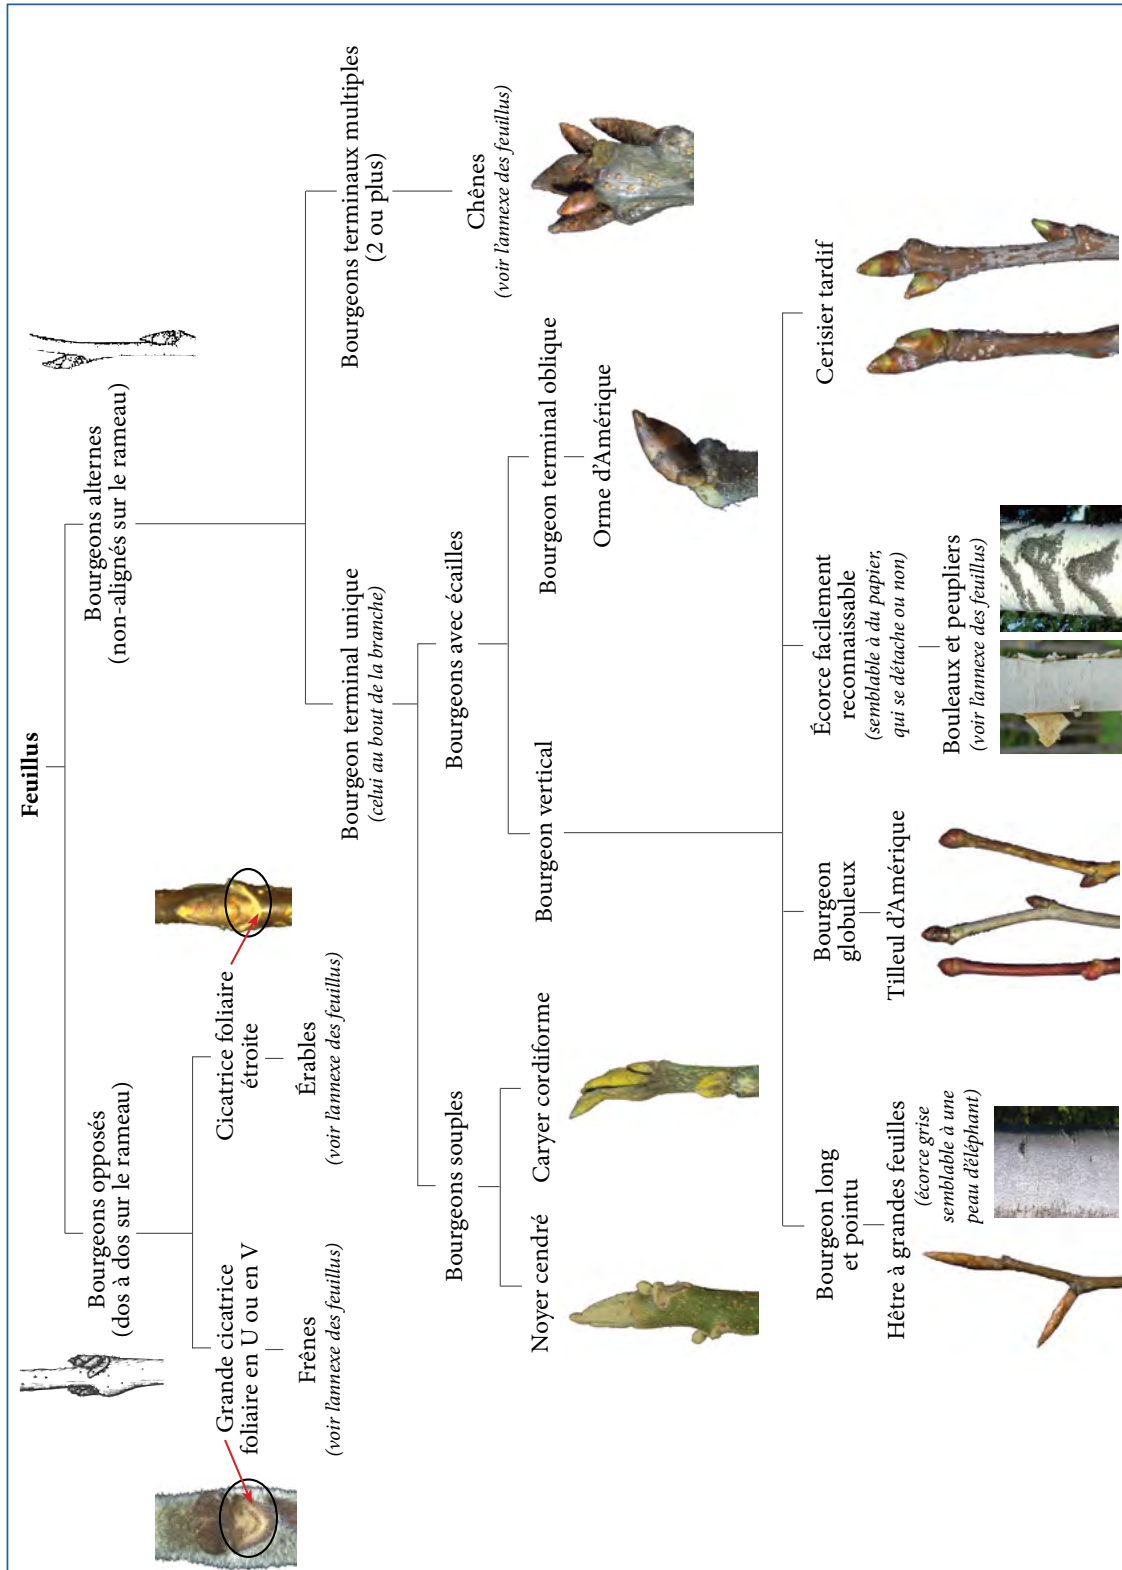 Feuillus
Bourgeons opposés
(dos à dos sur le rameau)
Grande cicatrice
foliaire en U ou en V
Frênes
(voir l'annexe des feuillus)
Cicatrice foliaire
étroite
Érables
(voir l'annexe des feuillus)
Bourgeons alternes
(non-alignés sur le rameau)
Bourgeon terminal unique
(celui au bout de la branche)
Bourgeons terminaux multiples
(2 ou plus)
Chênes
(voir l'annexe des feuillus)
Bourgeons souples
Noyer cendré
Caryer cordiforme
Bourgeons avec écailles
Bourgeon vertical
Bourgeon terminal oblique
Orme d'Amérique
Bourgeon long
et pointu
Hêtre à grandes feuilles
(écorce grise
semblable à une
peau d'éléphant)
Bourgeon
globuleux
Tilleul d'Amérique
Écorce facilement
reconnaissable
(semblable à du papier,
qui se détache ou non)
Bouleaux et peupliers
(voir l'annexe des feuillus)
Cerisier tardif